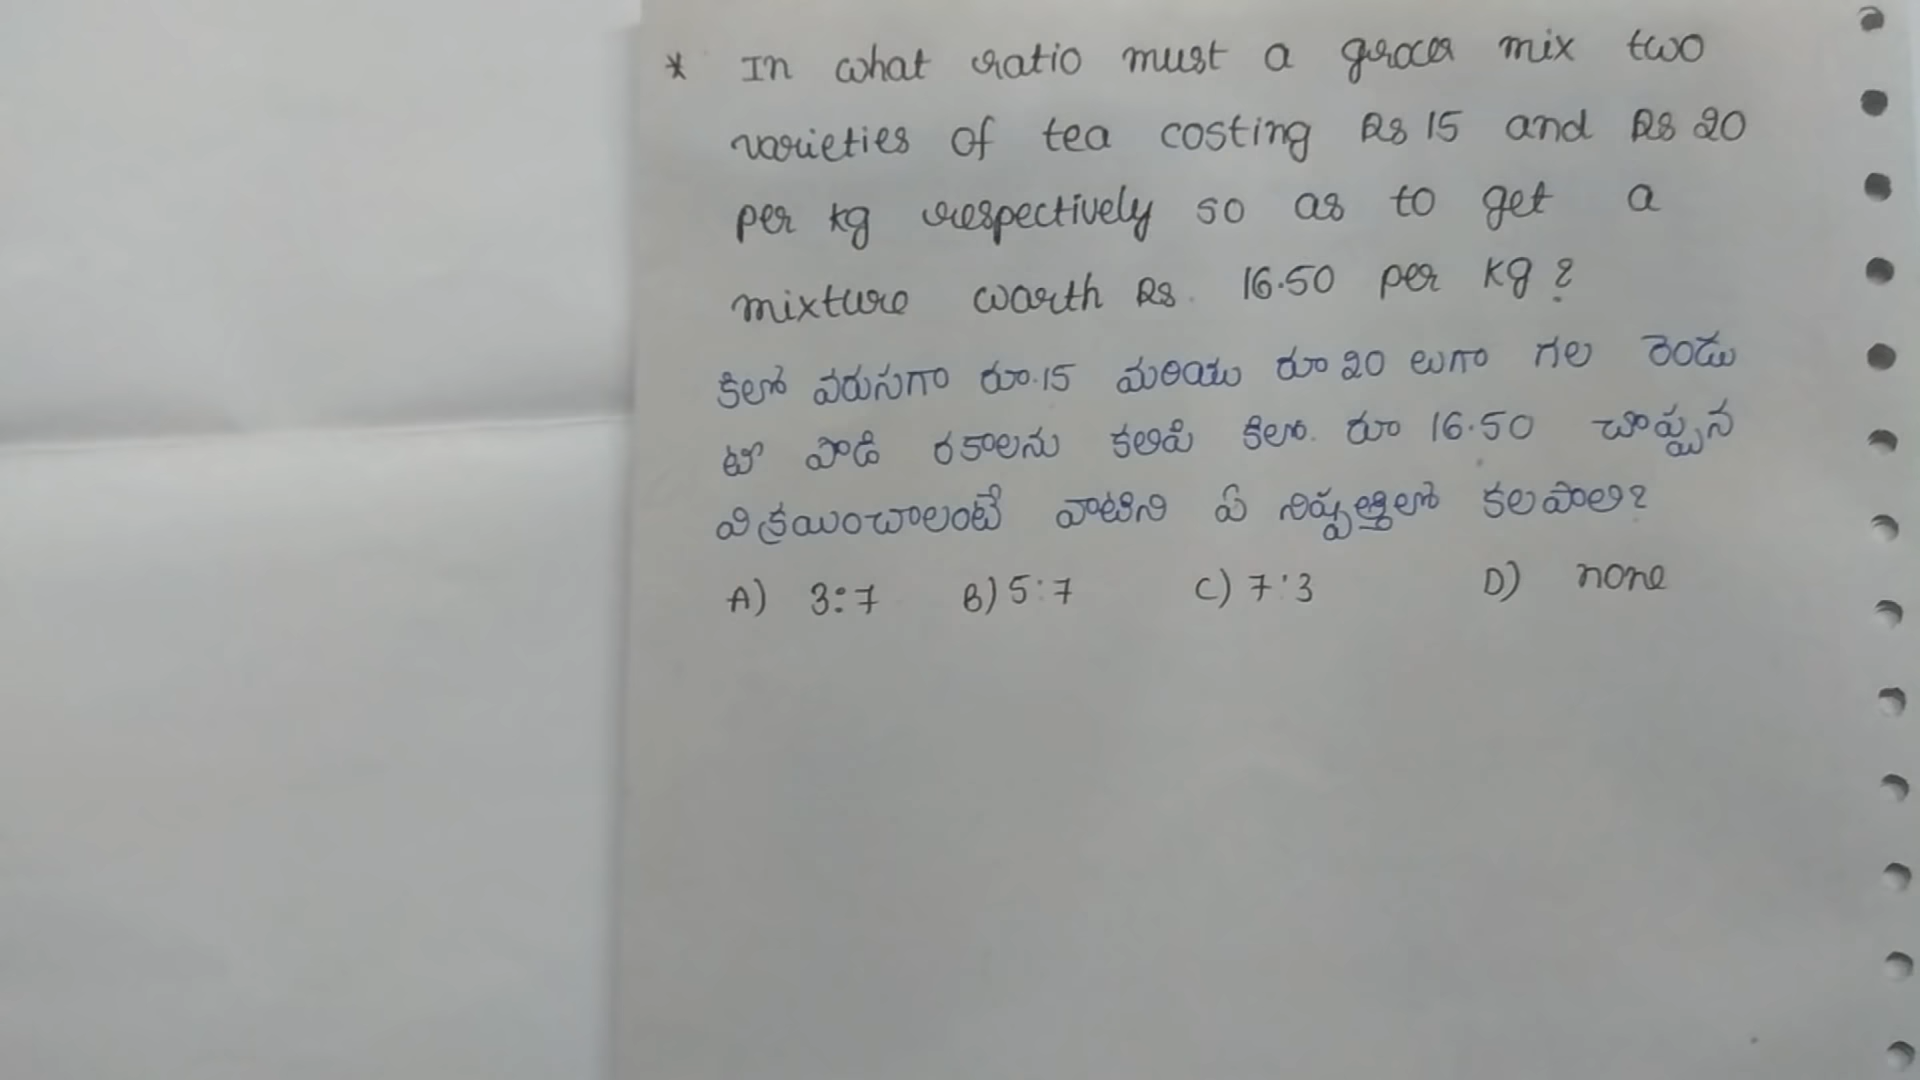 * In what ratio must a grocer mix two
varieties of tea costing Rs 15 and Rs 20
per kg respectively so as to get a
mixture worth Rs. 16.50 per kg?
కిలో వరుసగా రూ.15 మరియు రూ 20 లుగా గల రెండు
టీ పొడి రకాలను కలిపి కిలో. రూ 16.50 చొప్పున
విక్రయించాలంటే వాటిని ఏ నిష్పత్తిలో కలపాలి?
A) 3:7 B) 5:7 C) 7:3 D) none